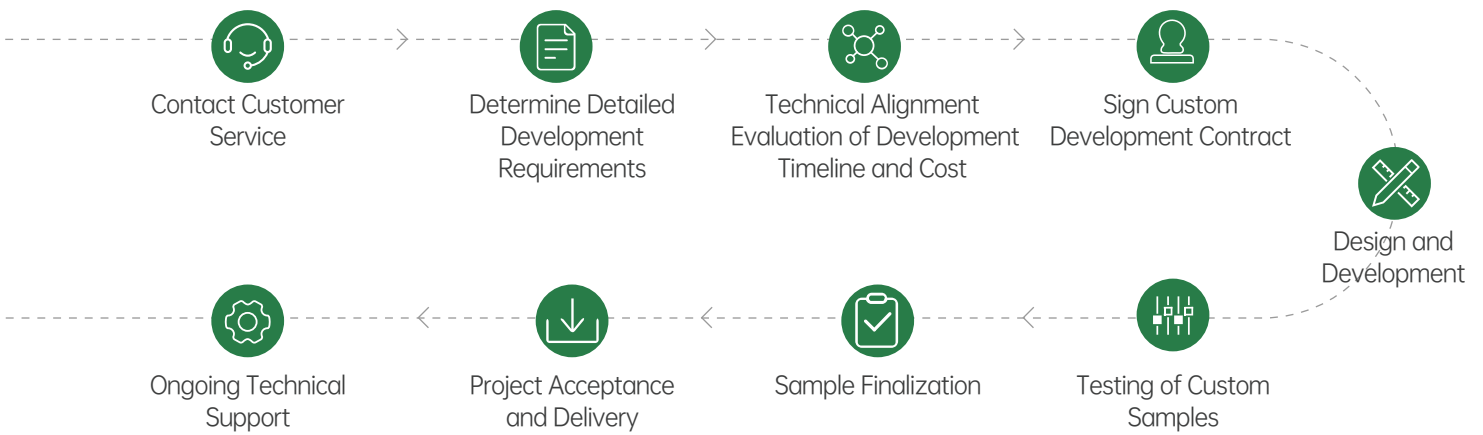 Contact Customer
Service
Determine Detailed
Development
Requirements
Technical Alignment
Evaluation of Development
Timeline and Cost
Sign Custom
Development Contract
Design and
Development
Testing of Custom
Samples
Sample Finalization
Project Acceptance
and Delivery
Ongoing Technical
Support